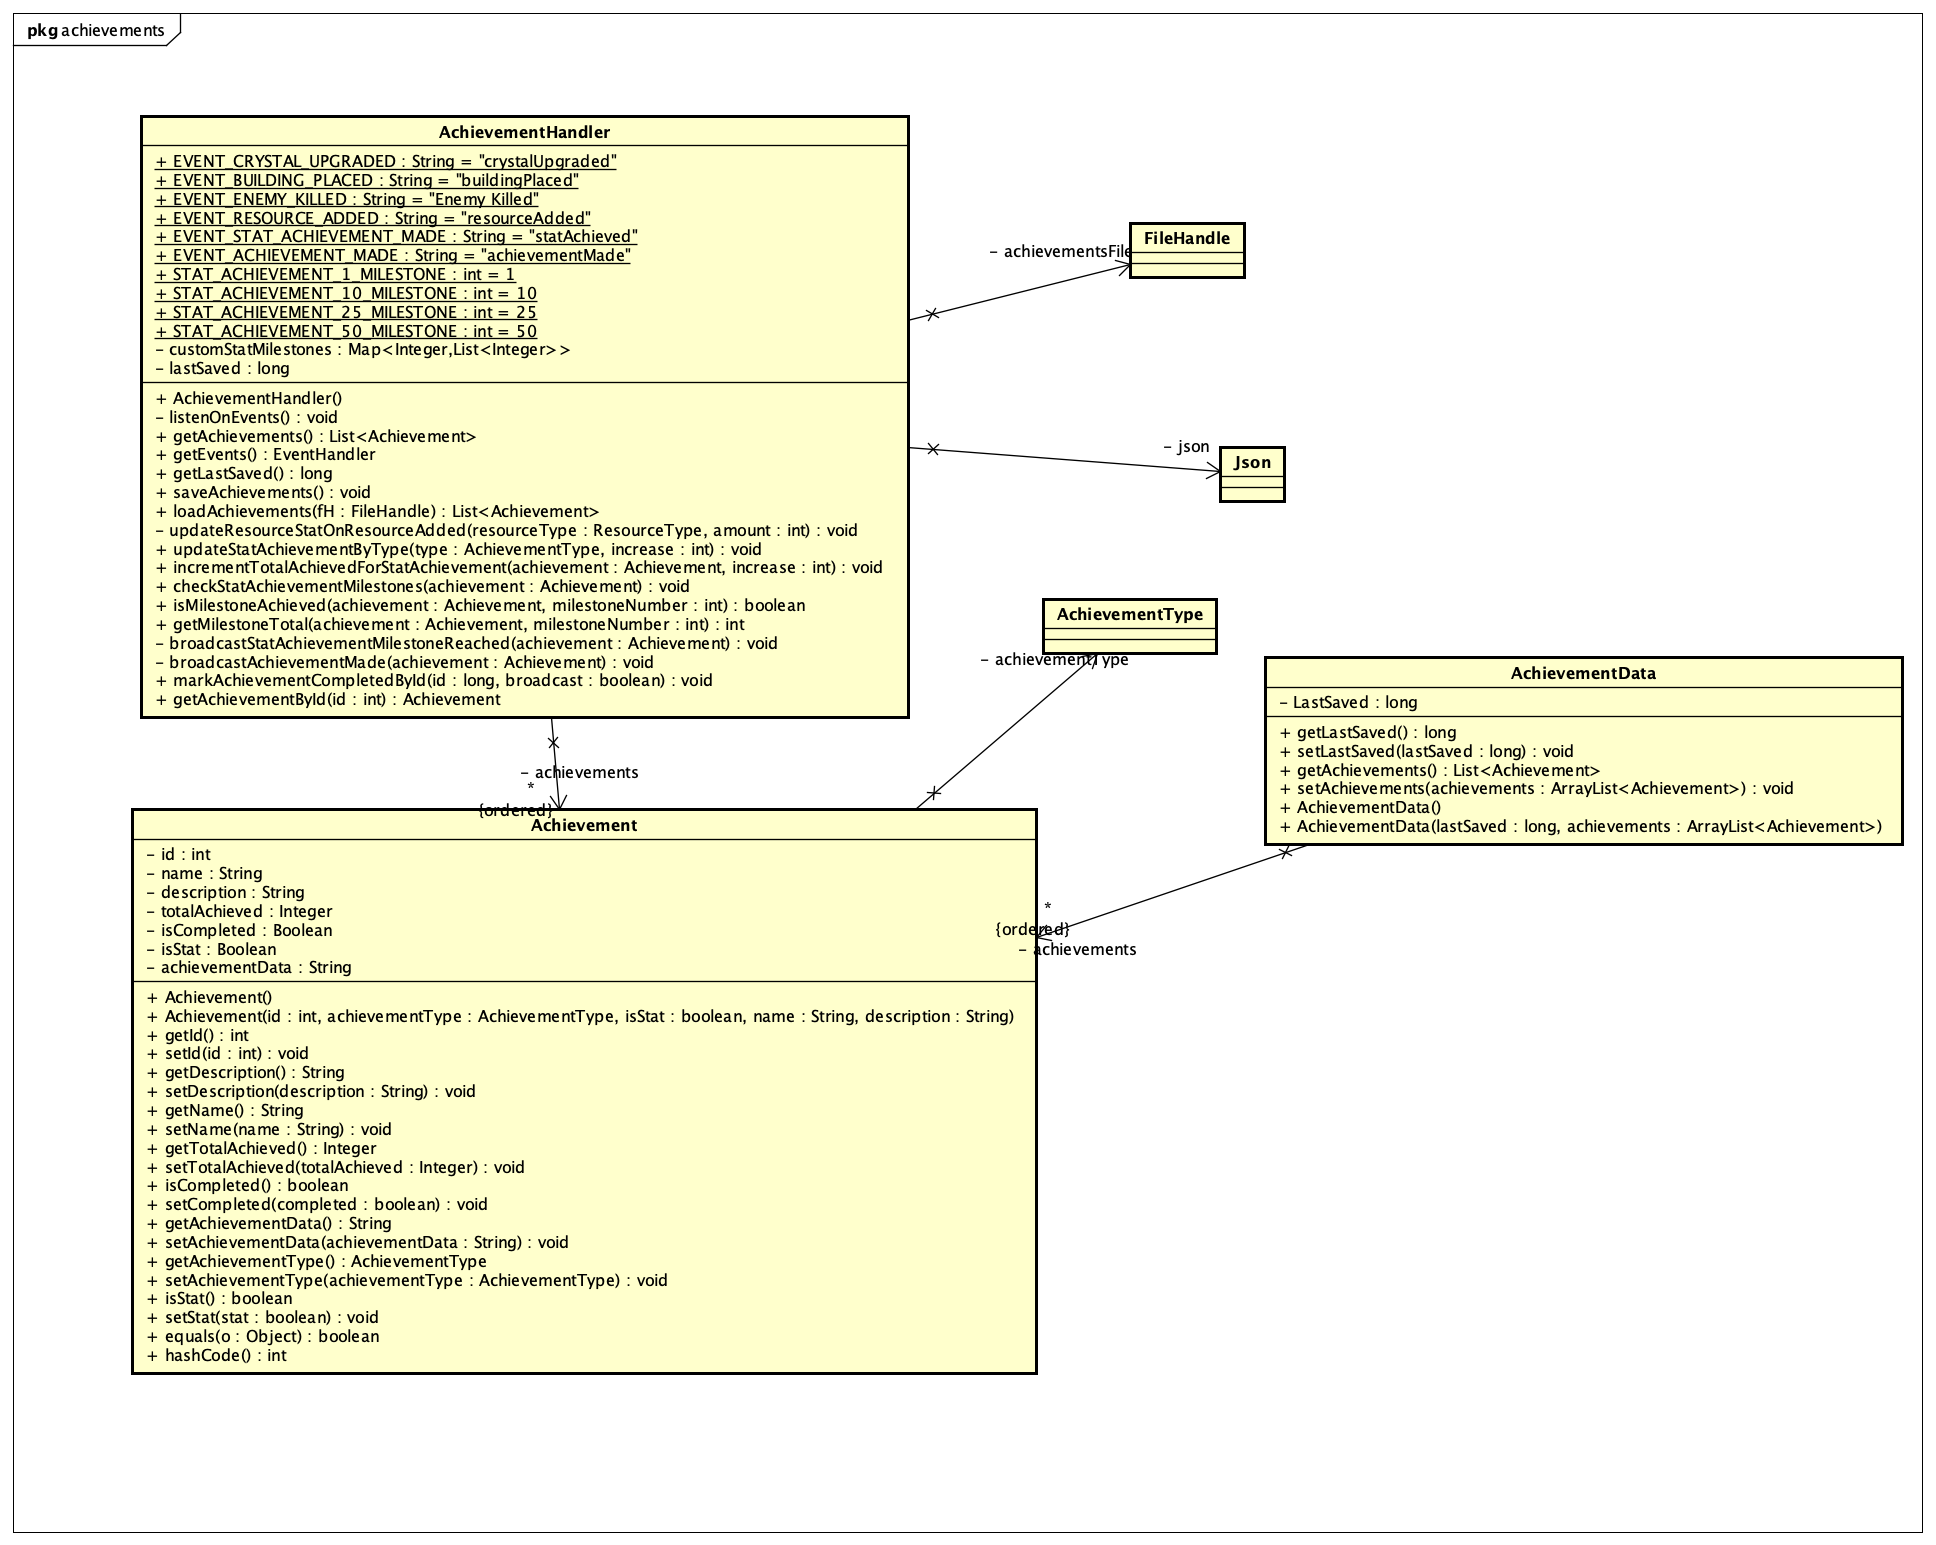 pkg achievements
AchievementHandler
+ EVENT_CRYSTAL_UPGRADED : String = "crystalUpgraded"
+ EVENT_BUILDING_PLACED : String = "buildingPlaced"
+ EVENT_ENEMY_KILLED : String = "Enemy Killed"
+ EVENT_RESOURCE_ADDED : String = "resourceAdded"
+ EVENT_STAT_ACHIEVEMENT_MADE : String = "statAchieved"
+ EVENT_ACHIEVEMENT_MADE : String = "achievementMade"
+ STAT_ACHIEVEMENT_1_MILESTONE : int = 1
+ STAT_ACHIEVEMENT_10_MILESTONE : int = 10
+ STAT_ACHIEVEMENT_25_MILESTONE : int = 25
+ STAT_ACHIEVEMENT_50_MILESTONE : int = 50
- customStatMilestones : Map<Integer,List<Integer>>
- lastSaved : long
+ AchievementHandler()
- listenOnEvents() : void
+ getAchievements() : List<Achievement>
+ getEvents() : EventHandler
+ getLastSaved() : long
+ saveAchievements() : void
+ loadAchievements(fH : FileHandle) : List<Achievement>
- updateResourceStatOnResourceAdded(resourceType : ResourceType, amount : int) : void
+ updateStatAchievementByType(type : AchievementType, increase : int) : void
+ incrementTotalAchievedForStatAchievement(achievement : Achievement, increase : int) : void
+ checkStatAchievementMilestones(achievement : Achievement) : void
+ isMilestoneAchieved(achievement : Achievement, milestoneNumber : int) : boolean
+ getMilestoneTotal(achievement : Achievement, milestoneNumber : int) : int
- broadcastStatAchievementMilestoneReached(achievement : Achievement) : void
- broadcastAchievementMade(achievement : Achievement) : void
+ markAchievementCompletedById(id : long, broadcast : boolean) : void
+ getAchievementById(id : int) : Achievement
- achievementsFile
FileHandle
- json
Json
AchievementType
- achievementType
AchievementData
- LastSaved : long
+ getLastSaved() : long
+ setLastSaved(lastSaved : long) : void
+ getAchievements() : List<Achievement>
+ setAchievements(achievements : ArrayList<Achievement>) : void
+ AchievementData()
+ AchievementData(lastSaved : long, achievements : ArrayList<Achievement>)
- achievements
*
{ordered}
*
{ordered}
- achievements
Achievement
- id : int
- name : String
- description : String
- totalAchieved : Integer
- isCompleted : Boolean
- isStat : Boolean
- achievementData : String
+ Achievement()
+ Achievement(id : int, achievementType : AchievementType, isStat : boolean, name : String, description : String)
+ getId() : int
+ setId(id : int) : void
+ getDescription() : String
+ setDescription(description : String) : void
+ getName() : String
+ setName(name : String) : void
+ getTotalAchieved() : Integer
+ setTotalAchieved(totalAchieved : Integer) : void
+ isCompleted() : boolean
+ setCompleted(completed : boolean) : void
+ getAchievementData() : String
+ setAchievementData(achievementData : String) : void
+ getAchievementType() : AchievementType
+ setAchievementType(achievementType : AchievementType) : void
+ isStat() : boolean
+ setStat(stat : boolean) : void
+ equals(o : Object) : boolean
+ hashCode() : int